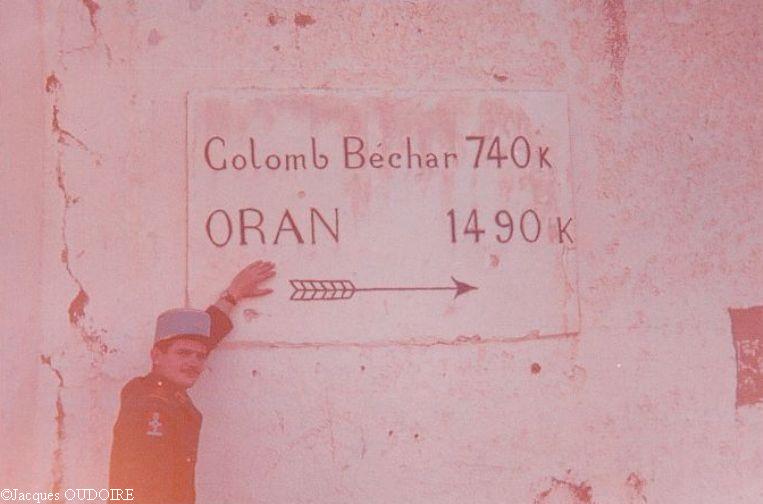 Colomb Béchar 740 K
ORAN 1490 K
©Jacques OUDOIRE